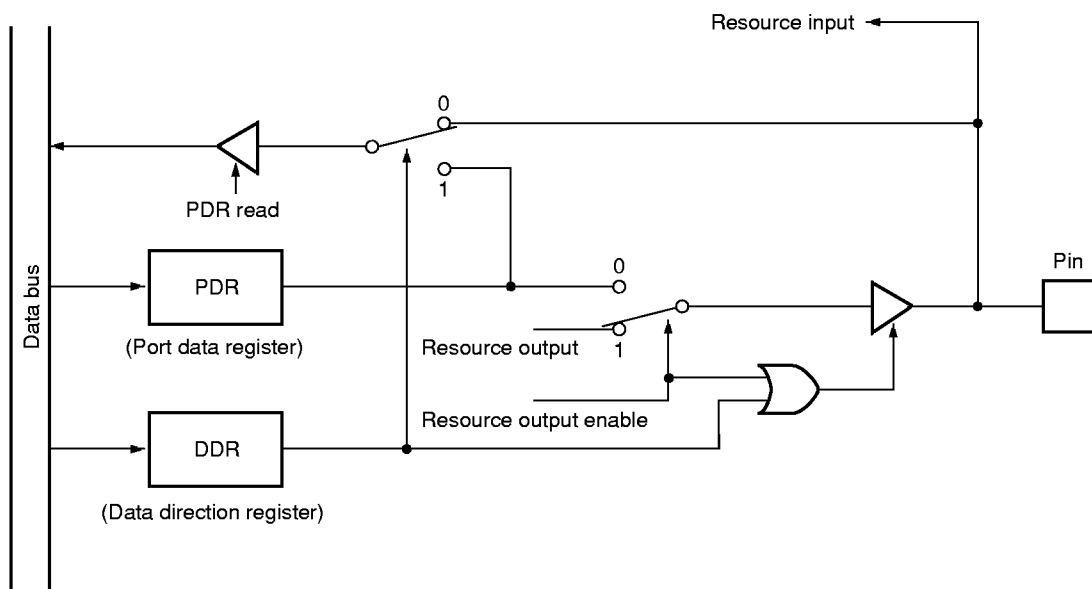 Resource input
0
1
PDR read
Pin
PDR
0
(Port data register)
Resource output
1
Data bus
Resource output enable
DDR
(Data direction register)